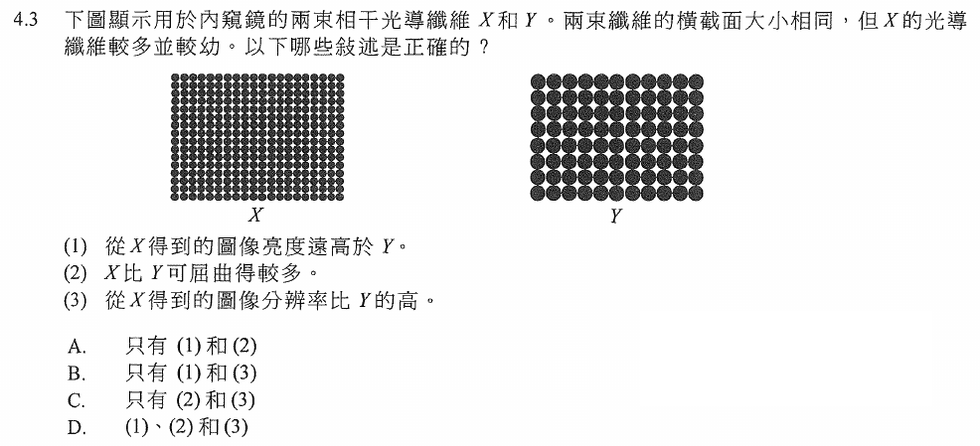 4.3 下圖顯示用於內窺鏡的兩束相干光導纖維 X 和 Y。兩束纖維的橫截面大小相同，但 X 的光導
纖維較多並較幼。以下哪些敍述是正確的？
X Y
(1) 從 X 得到的圖像亮度遠高於 Y。
(2) X 比 Y 可屈曲得較多。
(3) 從 X 得到的圖像分辨率比 Y 的高。
A. 只有 (1) 和 (2)
B. 只有 (1) 和 (3)
C. 只有 (2) 和 (3)
D. (1)、(2) 和 (3)